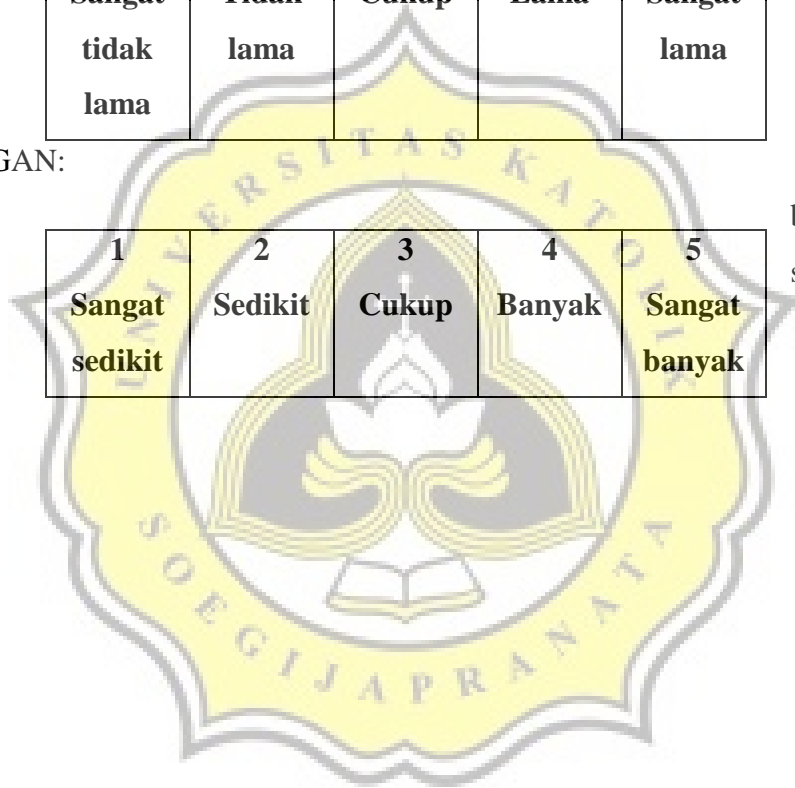 Sangat Tidak Cukup Lama Sangat
tidak lama lama
lama
GAN:
1 2 3 4 5
Sangat Sedikit Cukup Banyak Sangat
sedikit banyak
UNIVERSITAS KATOLIK
SOEGIJAPRANATA